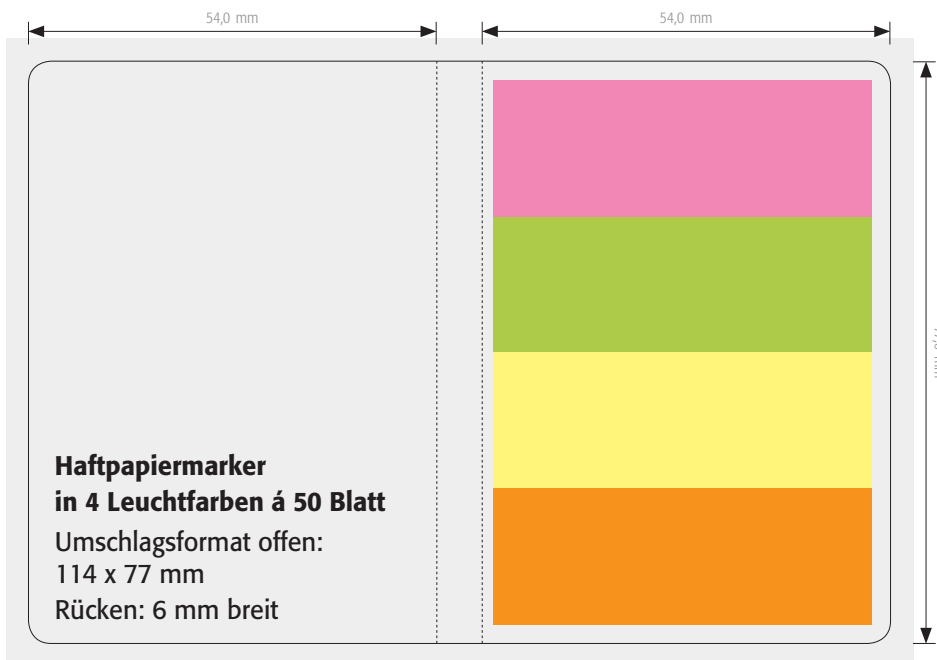 54,0 mm
54,0 mm
Haftpapiermarker
in 4 Leuchtfarben á 50 Blatt
Umschlagsformat offen:
114 x 77 mm
Rücken: 6 mm breit